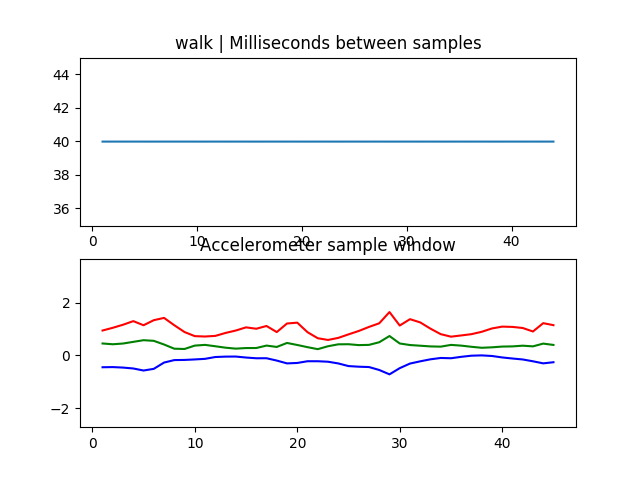 walk | Milliseconds between samples
44
42
40
38
36
0 10 20 30 40
Accelerometer sample window
2
0
−2
0 10 20 30 40